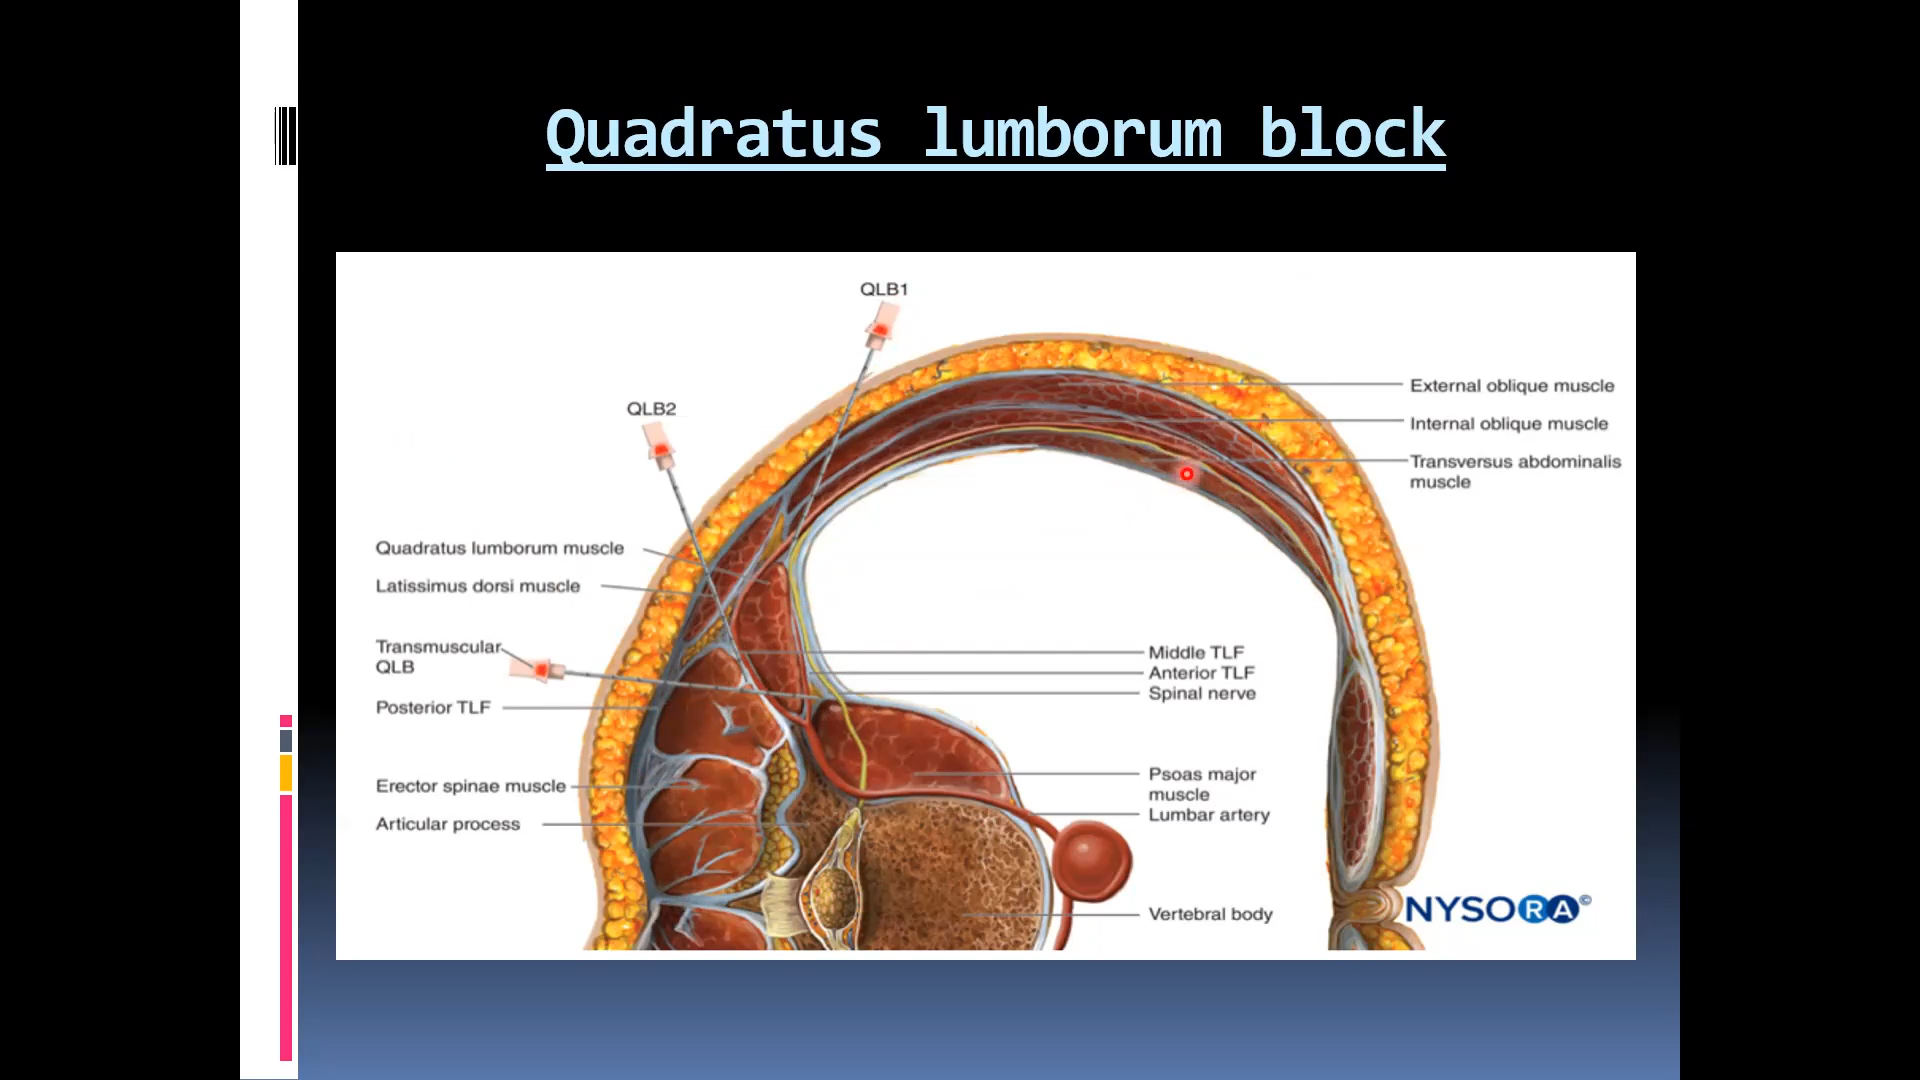 Quadratus lumborum block
QLB1
QLB2
External oblique muscle
Internal oblique muscle
Transversus abdominalis
muscle
Quadratus lumborum muscle
Latissimus dorsi muscle
Transmuscular
QLB
Posterior TLF
Erector spinae muscle
Articular process
Middle TLF
Anterior TLF
Spinal nerve
Psoas major
muscle
Lumbar artery
Vertebral body
NYSORA©